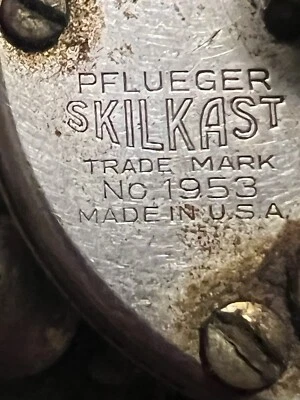 PFLUEGER
SKILKAST
TRADE MARK
NO. 1953
MADE IN U.S.A